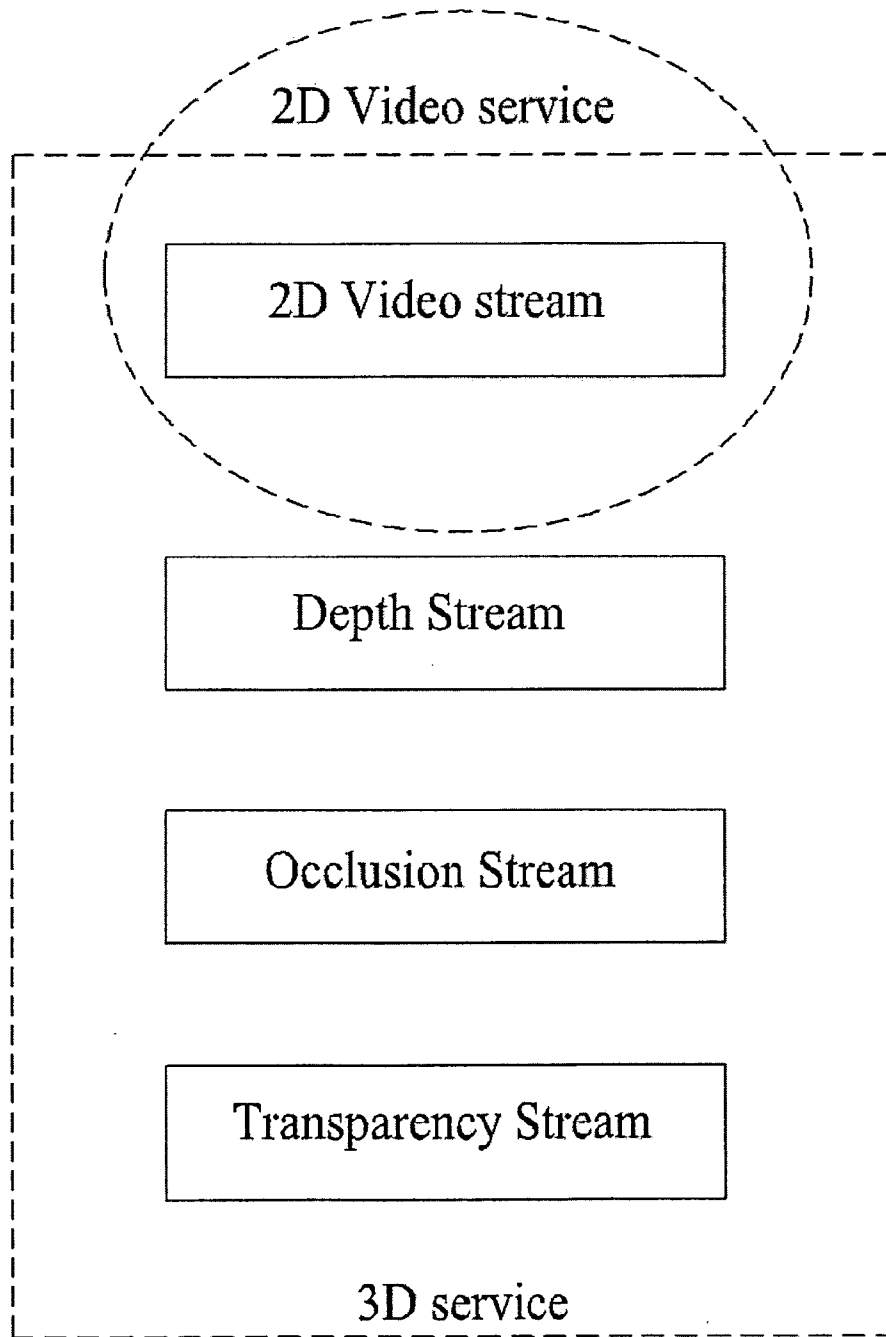 2D Video service
2D Video stream
Depth Stream
Occlusion Stream
Transparency Stream
3D service